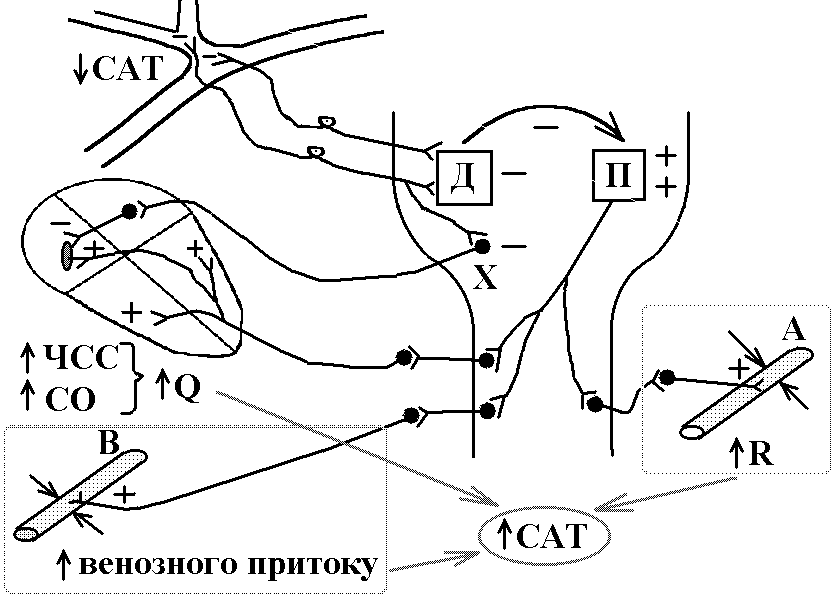 ↓САТ
Д
П
X
↑ЧСС
↑СО
↑Q
А
↑R
В
↑венозного притоку
↑САТ